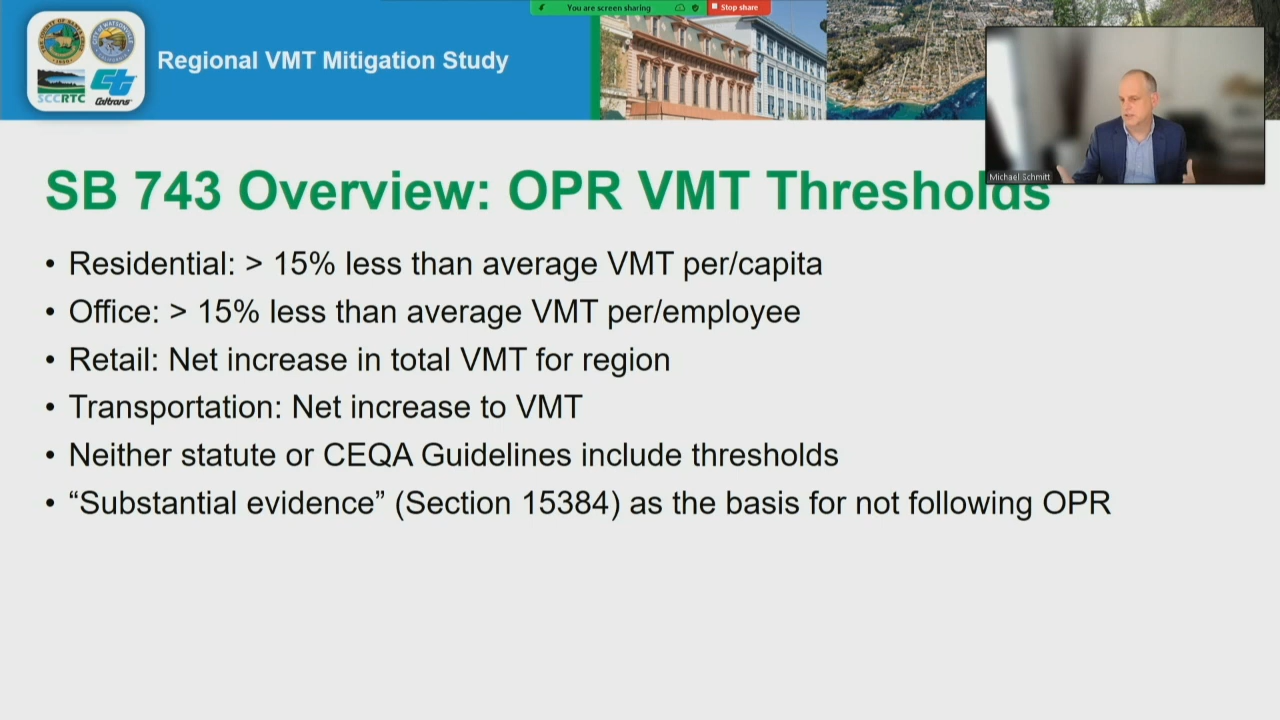 You are screen sharing
Stop share
Regional VMT Mitigation Study
SCCRTC
Caltrans
Michael Schmitt
SB 743 Overview: OPR VMT Thresholds
• Residential: > 15% less than average VMT per/capita
• Office: > 15% less than average VMT per/employee
• Retail: Net increase in total VMT for region
• Transportation: Net increase to VMT
• Neither statute or CEQA Guidelines include thresholds
• “Substantial evidence” (Section 15384) as the basis for not following OPR